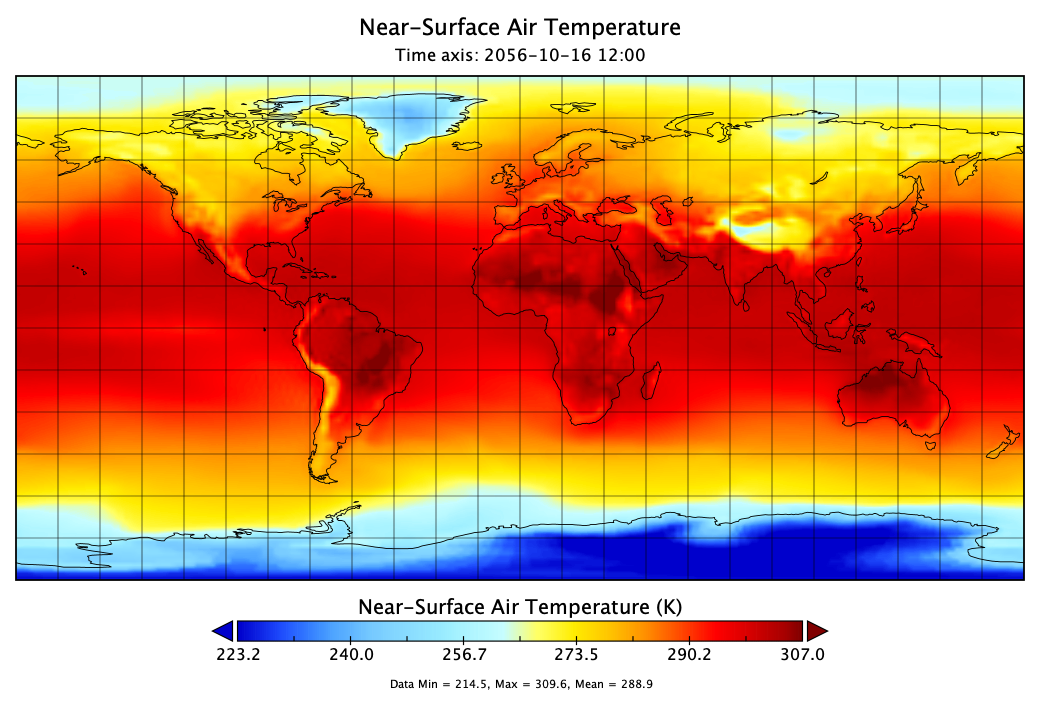 Near-Surface Air Temperature
Time axis: 2056-10-16 12:00
Near-Surface Air Temperature (K)
223.2 240.0 256.7 273.5 290.2 307.0
Data Min = 214.5, Max = 309.6, Mean = 288.9